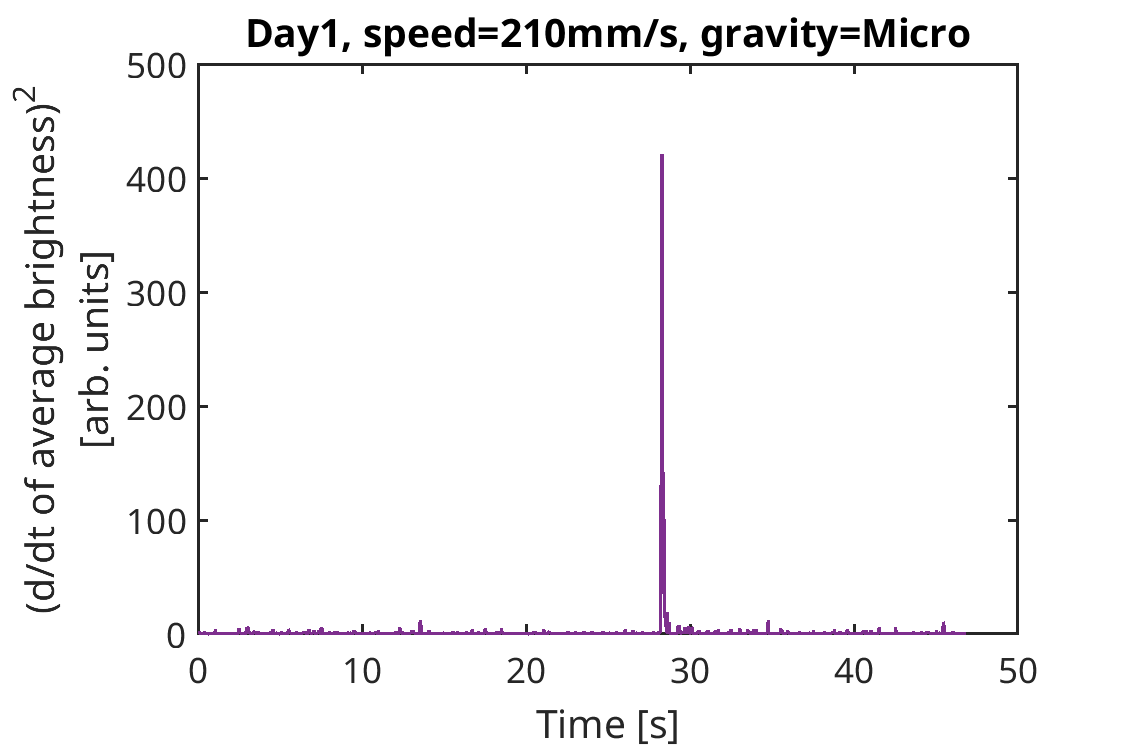 Day1, speed=210mm/s, gravity=Micro
(d/dt of average brightness)²
[arb. units]
500
400
300
200
100
0
0 10 20 30 40 50
Time [s]